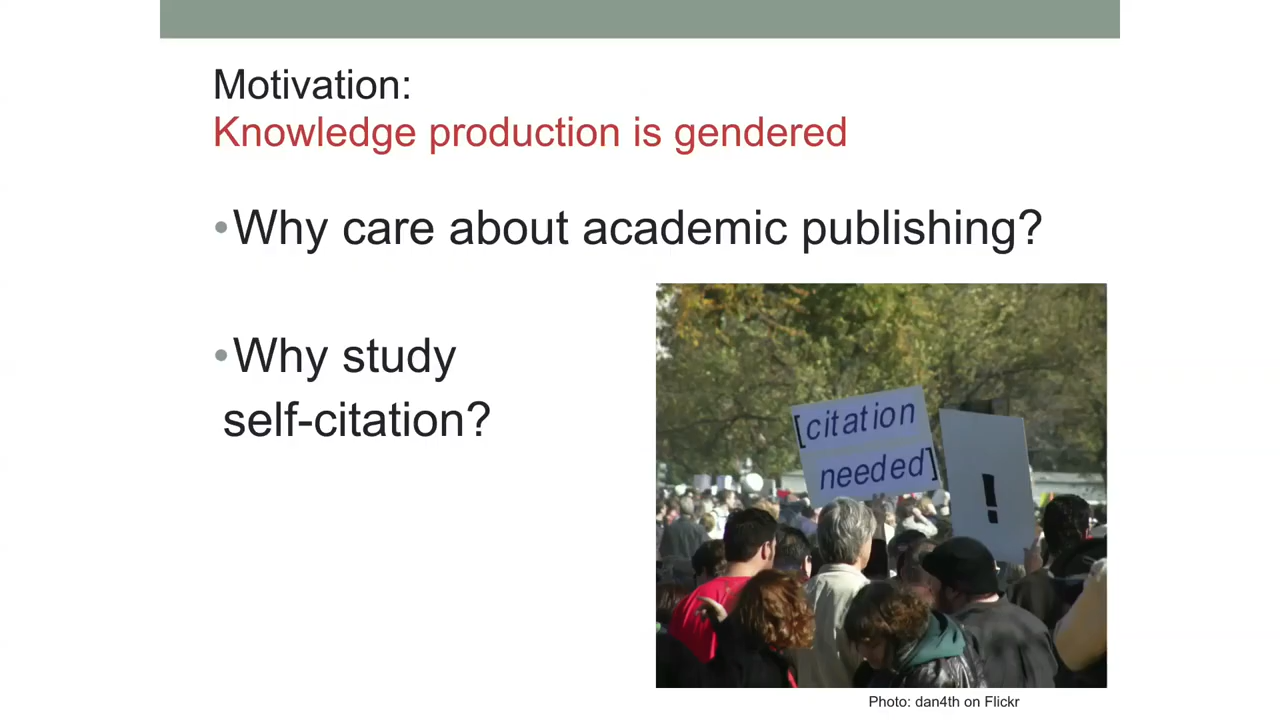 Motivation:
Knowledge production is gendered
•Why care about academic publishing?
•Why study
self-citation?
[citation
needed]
!
Photo: dan4th on Flickr